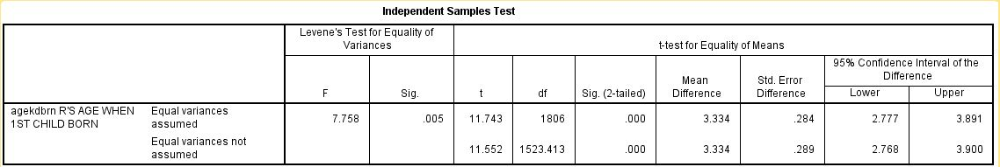 Independent Samples Test
Levene's Test for Equality of
Variances
t-test for Equality of Means
F
Sig.
t
df
Sig. (2-tailed)
Mean
Difference
Std. Error
Difference
95% Confidence Interval of the
Difference
Lower
Upper
agekdbrn R'S AGE WHEN
1ST CHILD BORN
Equal variances
assumed
7.758 .005 11.743 1806 .000 3.334 .284 2.777 3.891
Equal variances not
assumed
11.552 1523.413 .000 3.334 .289 2.768 3.900